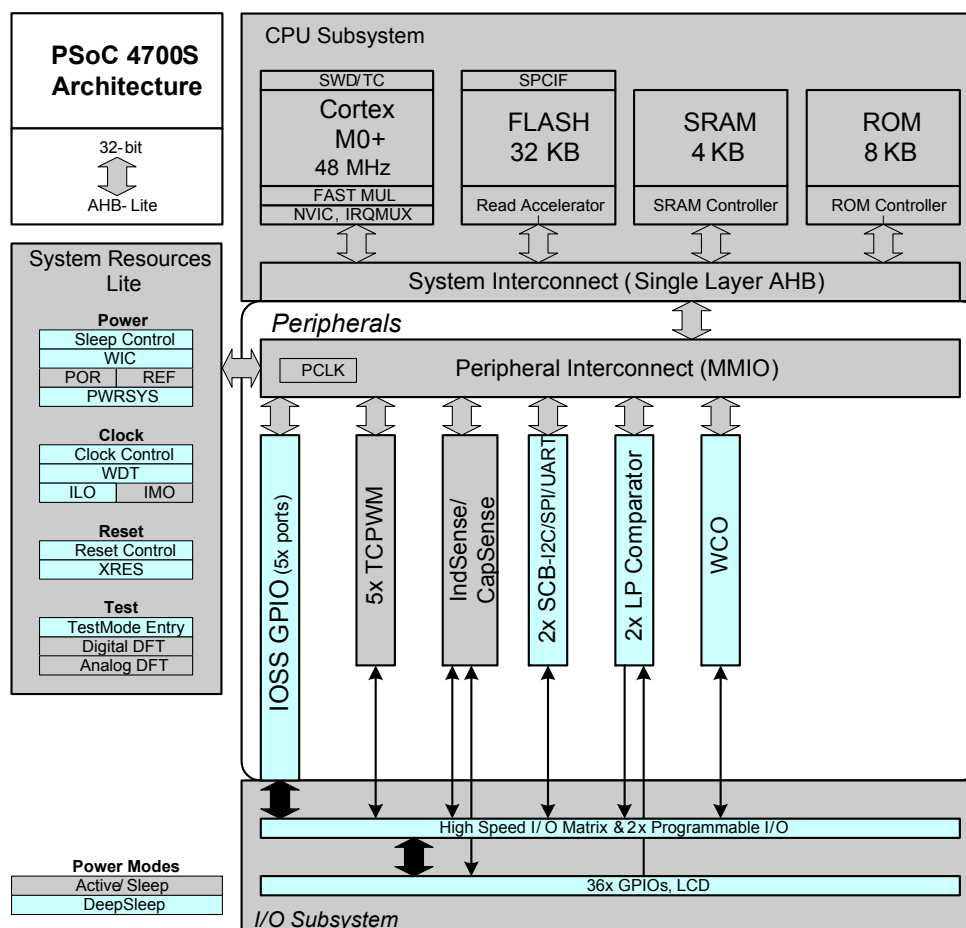 PSoC 4700S
Architecture
32-bit
AHB- Lite
CPU Subsystem
SWD/TC
Cortex
M0+
48 MHz
FAST MUL
NVIC, IRQMUX
SPCIF
FLASH
32 KB
Read Accelerator
SRAM
4 KB
SRAM Controller
ROM
8 KB
ROM Controller
System Interconnect (Single Layer AHB)
System Resources
Lite
Power
Sleep Control
WIC
POR
REF
PWRSYS
Clock
Clock Control
WDT
ILO
IMO
Reset
Reset Control
XRES
Test
TestMode Entry
Digital DFT
Analog DFT
Peripherals
PCLK
Peripheral Interconnect (MMIO)
IOSS GPIO (5x ports)
5x TCPWM
IndSense/
CapSense
2x SCB-I2C/SPI/UART
2x LP Comparator
WCO
High Speed I/O Matrix &2x Programmable I/O
36x GPIOs, LCD
I/O Subsystem
Power Modes
Active/ Sleep
DeepSleep